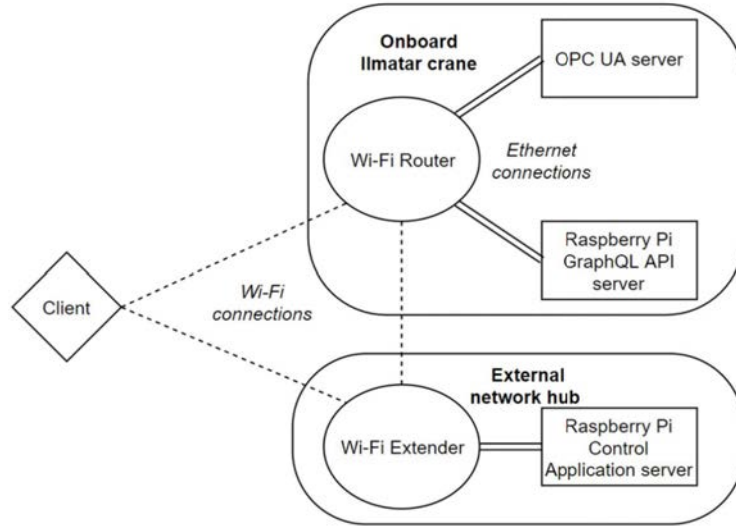 Onboard
Ilmatar crane
OPC UA server
Wi-Fi Router
Ethernet
connections
Raspberry Pi
GraphQL API
server
Client
Wi-Fi
connections
External
network hub
Wi-Fi Extender
Raspberry Pi
Control
Application server